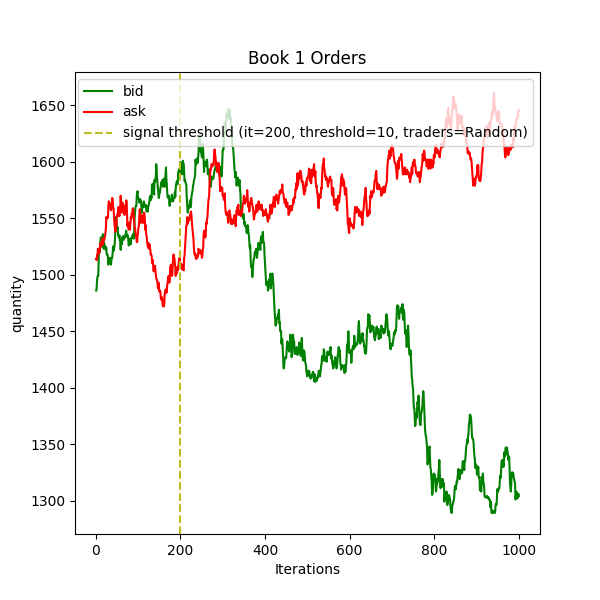 Book 1 Orders
bid
ask
signal threshold (it=200, threshold=10, traders=Random)
1650
1600
1550
1500
1450
1400
1350
1300
quantity
0 200 400 600 800 1000
Iterations